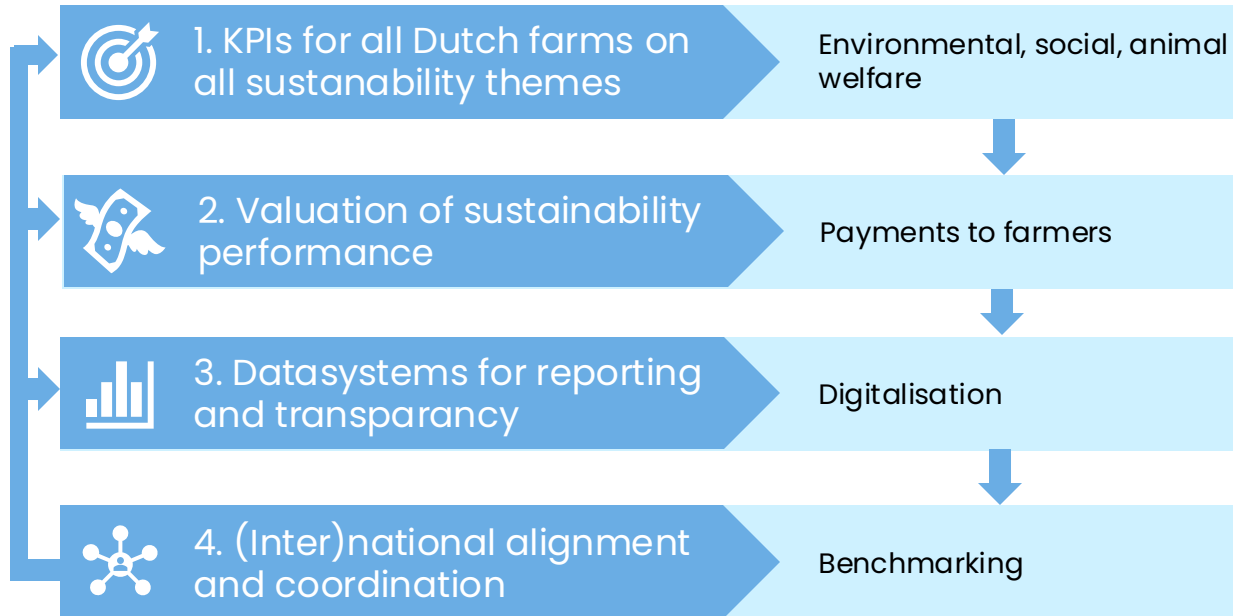 1. KPIs for all Dutch farms on
all sustanability themes
Environmental, social, animal
welfare
2. Valuation of sustainability
performance
Payments to farmers
3. Datasystems for reporting
and transparancy
Digitalisation
4. (Inter)national alignment
and coordination
Benchmarking